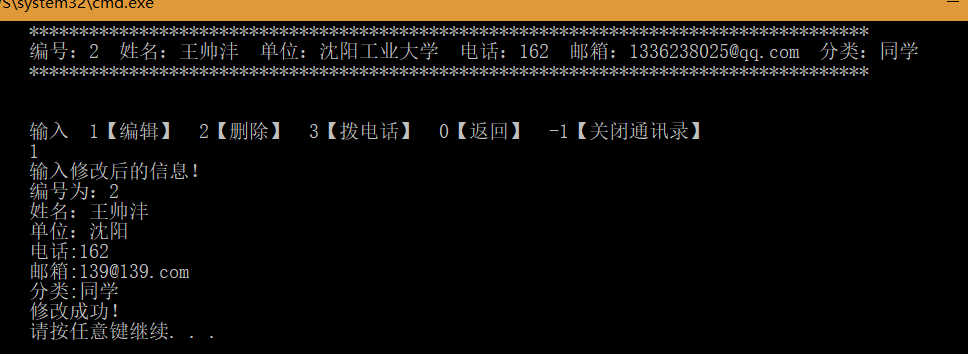 S\system32\cmd.exe
************************************************************************************
编号：2  姓名：王帅沣  单位：沈阳工业大学  电话：162  邮箱：1336238025@qq.com  分类：同学
************************************************************************************
输入  1【编辑】  2【删除】  3【拨电话】  0【返回】  -1【关闭通讯录】
1
输入修改后的信息!
编号为：2
姓名：王帅沣
单位：沈阳
电话:162
邮箱:139@139.com
分类:同学
修改成功!
请按任意键继续. . .